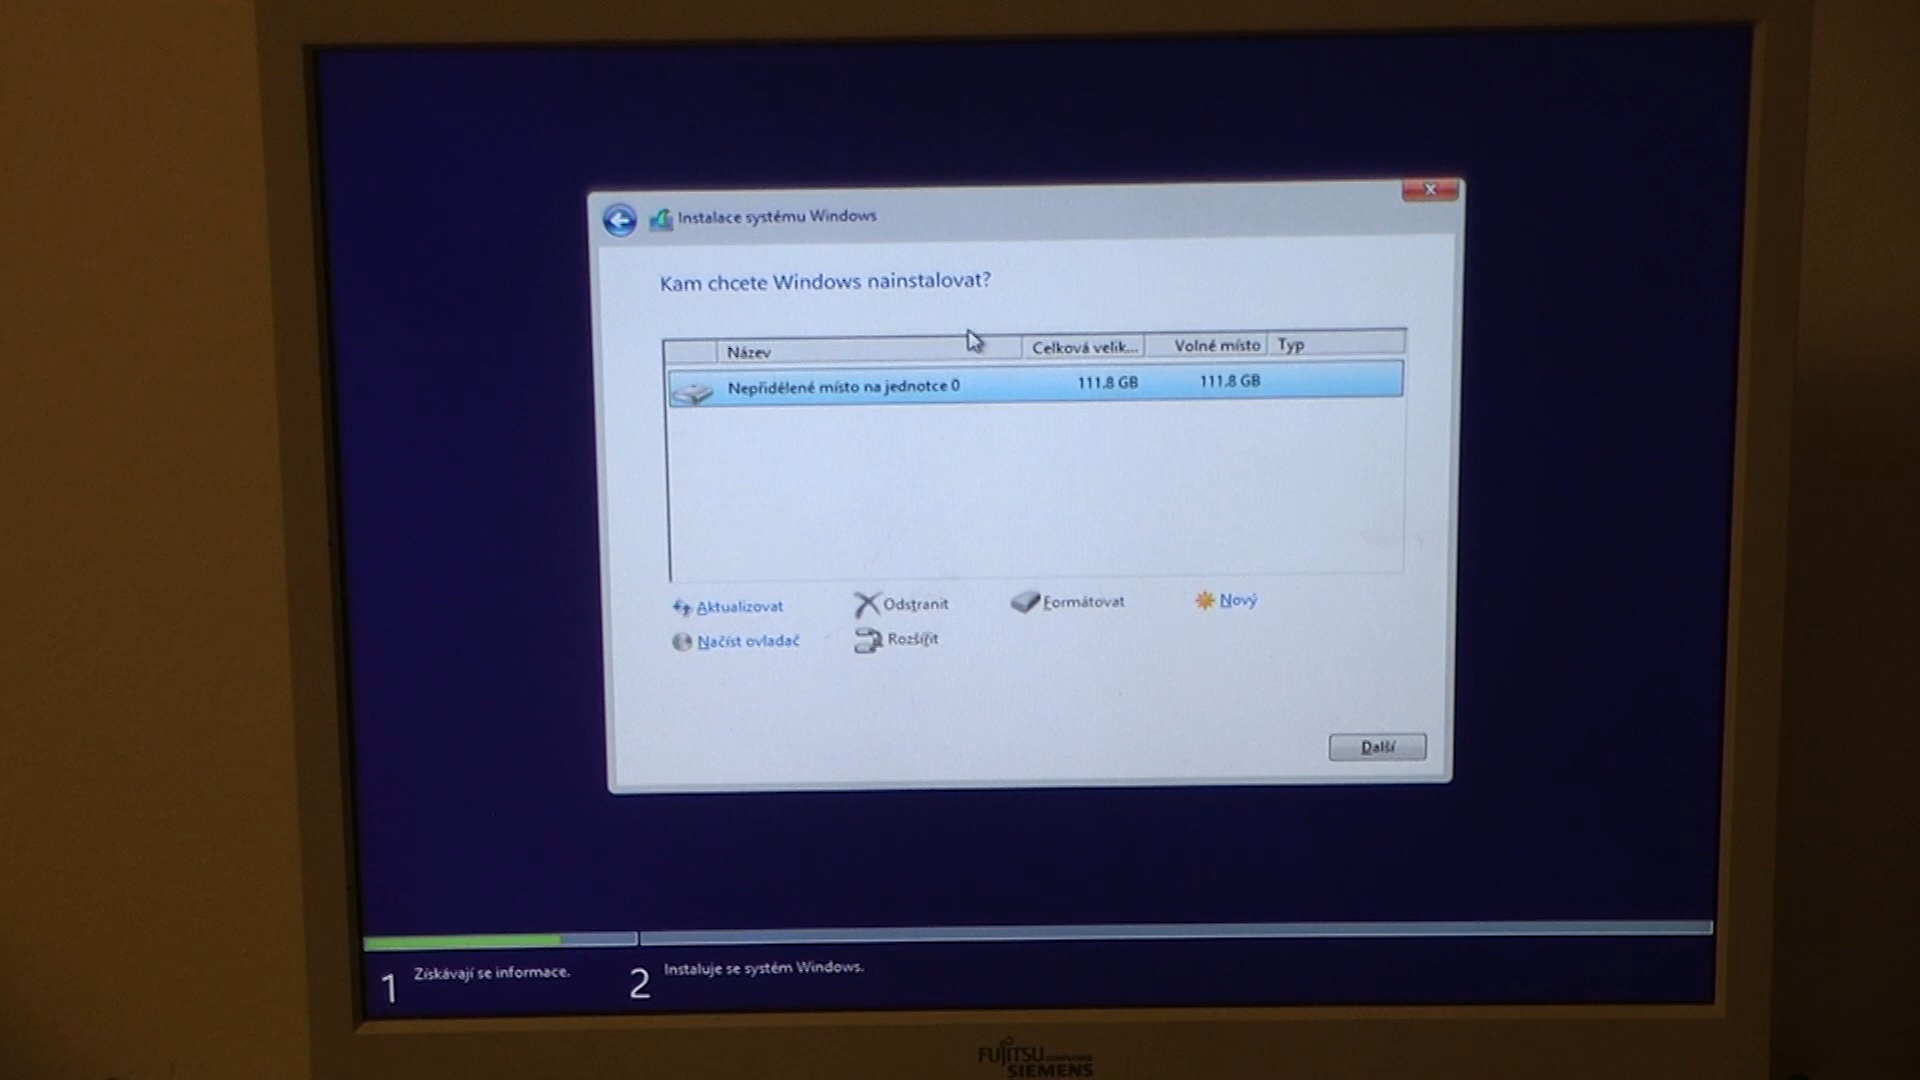 Instalace systému Windows
Kam chcete Windows nainstalovat?
Název Celková velik... Volné místo Typ
Nepřidělené místo na jednotce 0 111.8 GB 111.8 GB
Aktualizovat Odstranit Formátovat Nový
Načíst ovladač Rozšířit
Další
1 Získávají se informace. 2 Instaluje se systém Windows.
FUJITSU COMPUTERS
SIEMENS